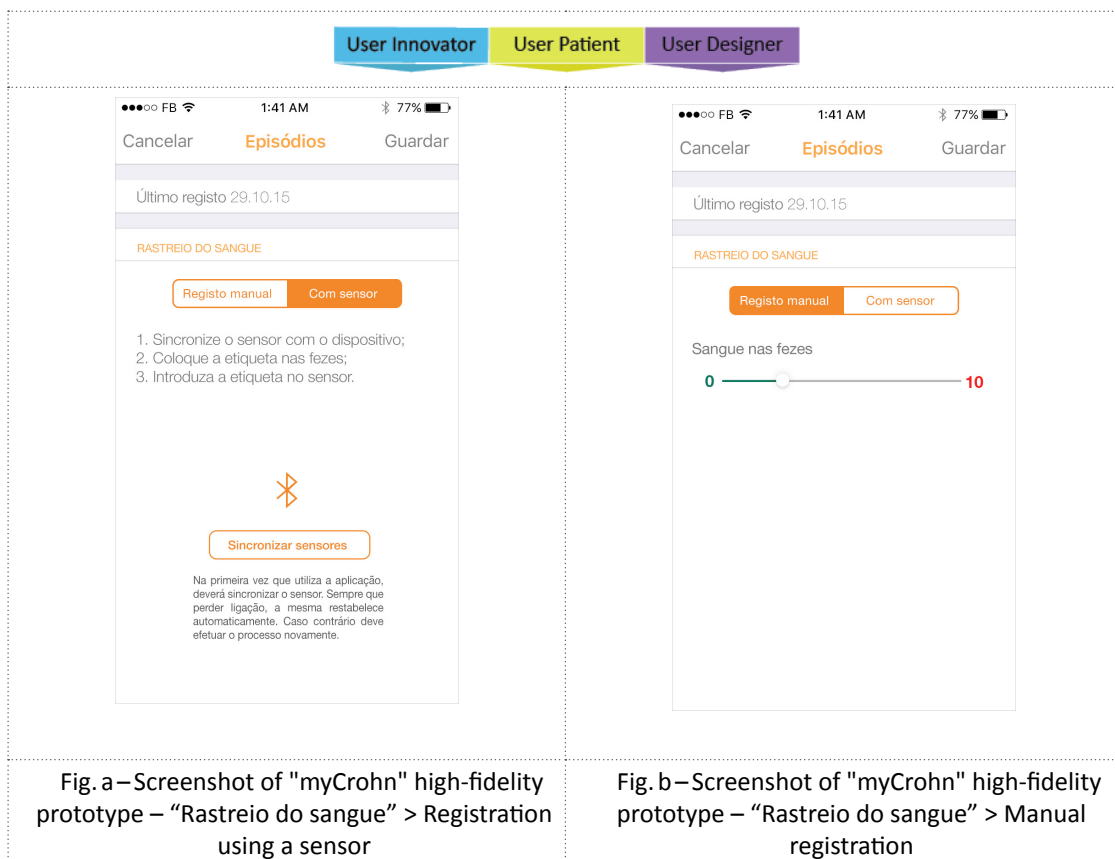 User Innovator User Patient User Designer
●●●○○ FB 1:41 AM 77%
Cancelar Episódios Guardar
Último registo 29.10.15
RASTREIO DO SANGUE
Registo manual Com sensor
1. Sincronize o sensor com o dispositivo;
2. Coloque a etiqueta nas fezes;
3. Introduza a etiqueta no sensor.
Sincronizar sensores
Na primeira vez que utiliza a aplicação,
deverá sincronizar o sensor. Sempre que
perder ligação, a mesma restabelece
automaticamente. Caso contrário deve
efetuar o processo novamente.
●●●○○ FB 1:41 AM 77%
Cancelar Episódios Guardar
Último registo 29.10.15
RASTREIO DO SANGUE
Registo manual Com sensor
Sangue nas fezes
0 10
Fig. a – Screenshot of "myCrohn" high-fidelity
prototype – “Rastreio do sangue” > Registration
using a sensor
Fig. b – Screenshot of "myCrohn" high-fidelity
prototype – “Rastreio do sangue” > Manual
registration